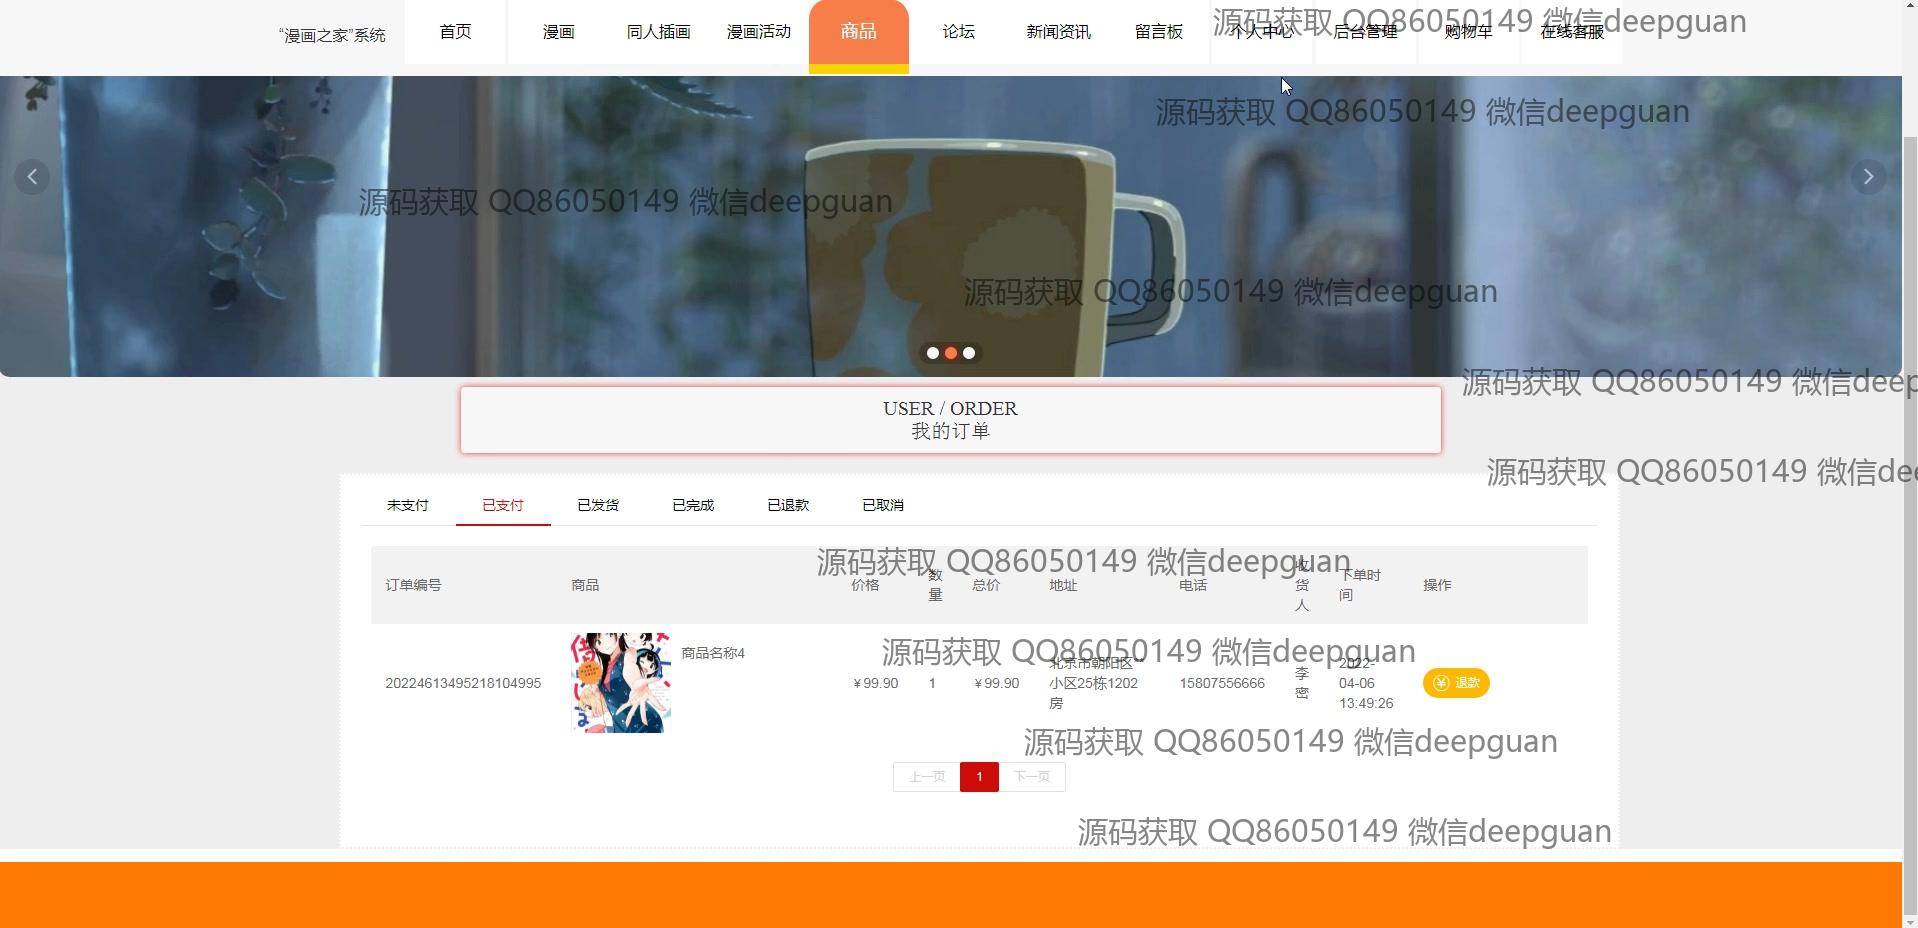 “漫画之家”系统
首页
漫画
同人插画
漫画活动
商品
论坛
新闻资讯
留言板
个人中心
后台管理
购物车
在线客服
源码获取 QQ86050149 微信deepguan
源码获取 QQ86050149 微信deepguan
源码获取 QQ86050149 微信deepguan
源码获取 QQ86050149 微信deepguan
源码获取 QQ86050149 微信deep
USER / ORDER
我的订单
源码获取 QQ86050149 微信de
未支付
已支付
已发货
已完成
已退款
已取消
源码获取 QQ86050149 微信deepguan
订单编号
商品
价格
数
量
总价
地址
电话
收
货
人
下单时
间
操作
源码获取 QQ86050149 微信deepguan
20224613495218104995
商品名称4
¥99.90
1
¥99.90
北京市朝阳区**
小区25栋1202
房
15807556666
李
密
2022-
04-06
13:49:26
退款
源码获取 QQ86050149 微信deepguan
上一页
1
下一页
源码获取 QQ86050149 微信deepguan